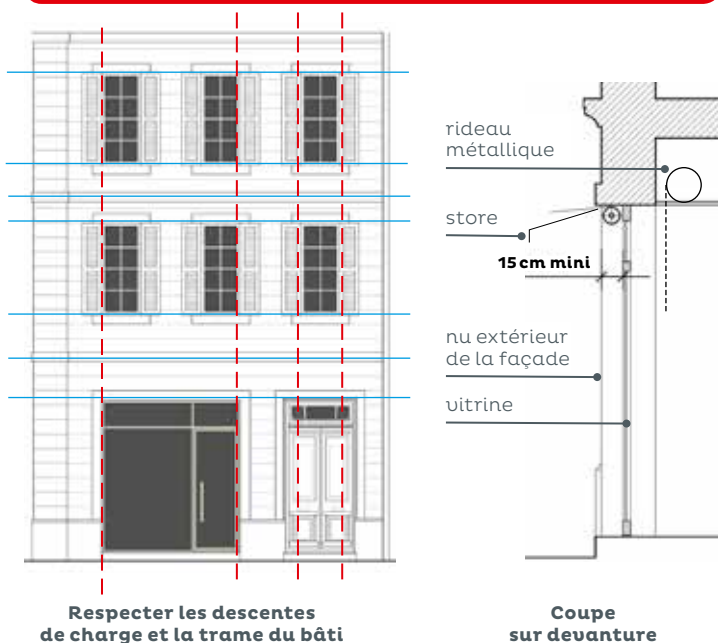 rideau
métallique
store
15 cm mini
nu extérieur
de la façade
vitrine
Respecter les descentes
de charge et la trame du bâti
Coupe
sur devanture